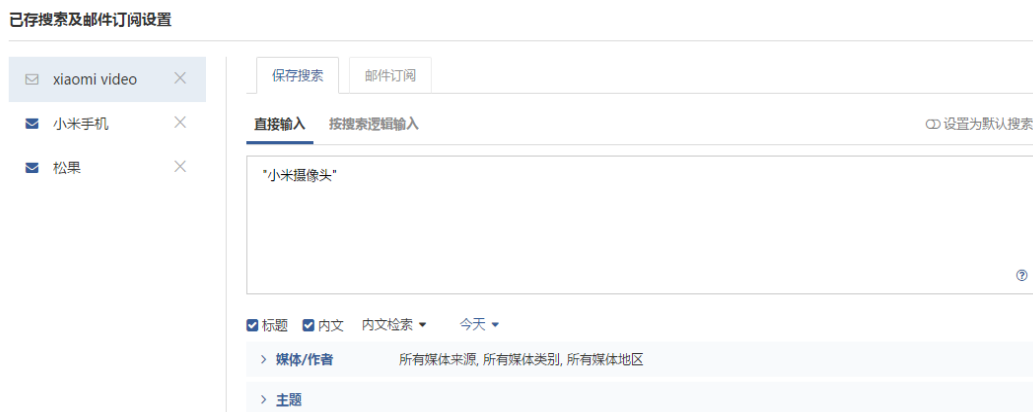 已存搜索及邮件订阅设置
xiaomi video
小米手机
松果
保存搜索 邮件订阅
直接输入 按搜索逻辑输入 设置为默认搜索
"小米摄像头"
标题 内文 内文检索 今天
媒体/作者 所有媒体来源, 所有媒体类别, 所有媒体地区
主题